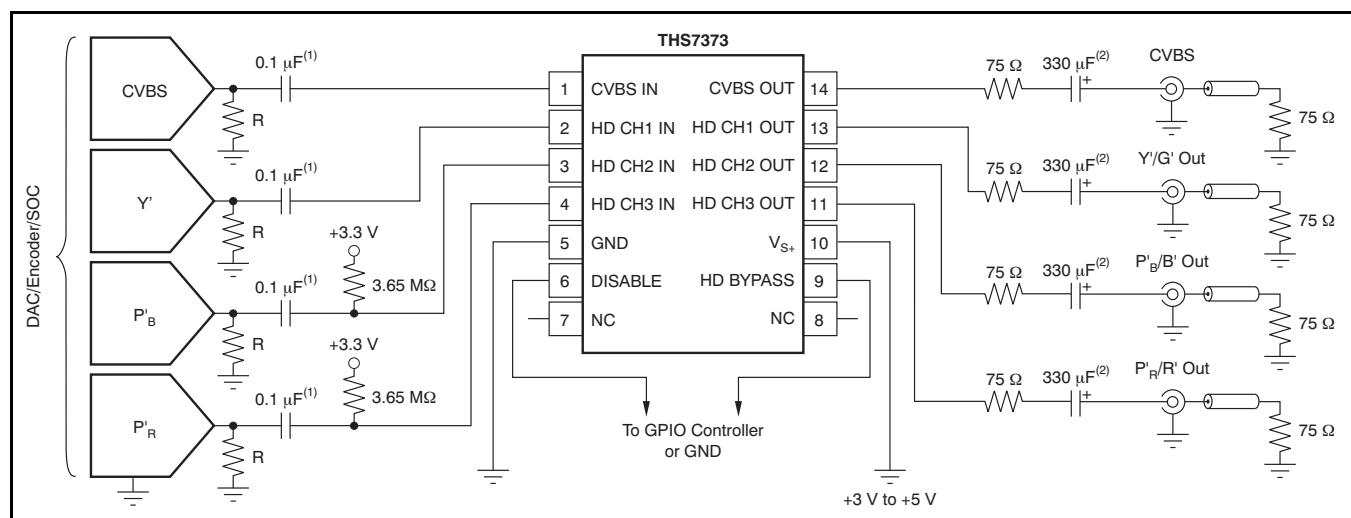 THS7373
DAC/Encoder/SOC
CVBS
R
0.1 μF(1)
Y'
R
0.1 μF(1)
P'B
R
0.1 μF(1)
+3.3 V
3.65 MΩ
P'R
R
0.1 μF(1)
+3.3 V
3.65 MΩ
1 CVBS IN CVBS OUT 14
2 HD CH1 IN HD CH1 OUT 13
3 HD CH2 IN HD CH2 OUT 12
4 HD CH3 IN HD CH3 OUT 11
5 GND VS+ 10
6 DISABLE HD BYPASS 9
7 NC NC 8
To GPIO Controller
or GND
+3 V to +5 V
75 Ω 330 μF(2) + CVBS
75 Ω
75 Ω 330 μF(2) + Y'/G' Out
75 Ω
75 Ω 330 μF(2) + P'B/B' Out
75 Ω
75 Ω 330 μF(2) + P'R/R' Out
75 Ω